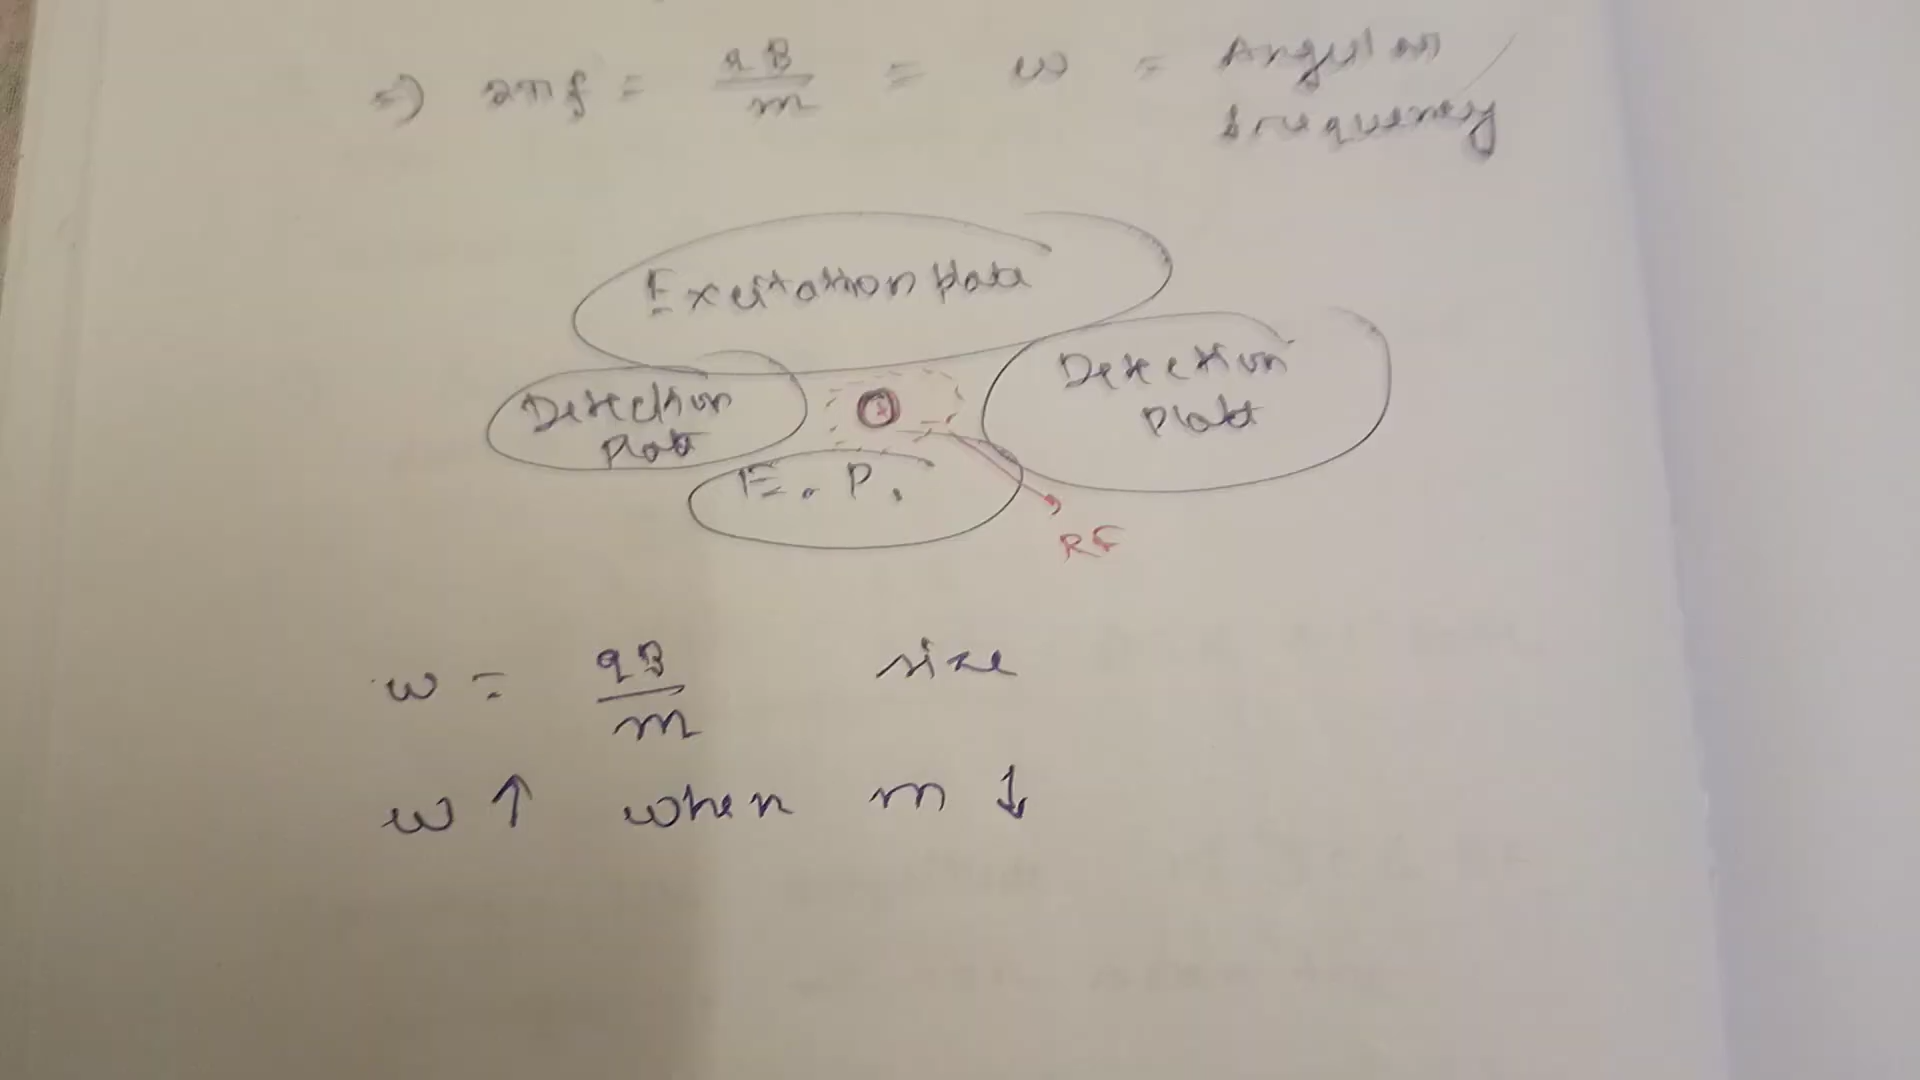 =) 2πf = qB/m = w = Angular
frequency
Excitation plate
Detection
plate
Detection
plate
E. P.
RF
w = qB/m size
w ↑ when m ↓